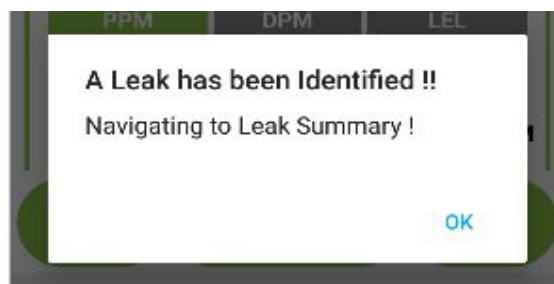 PPM DPM LEL
A Leak has been Identified !!
Navigating to Leak Summary !
OK